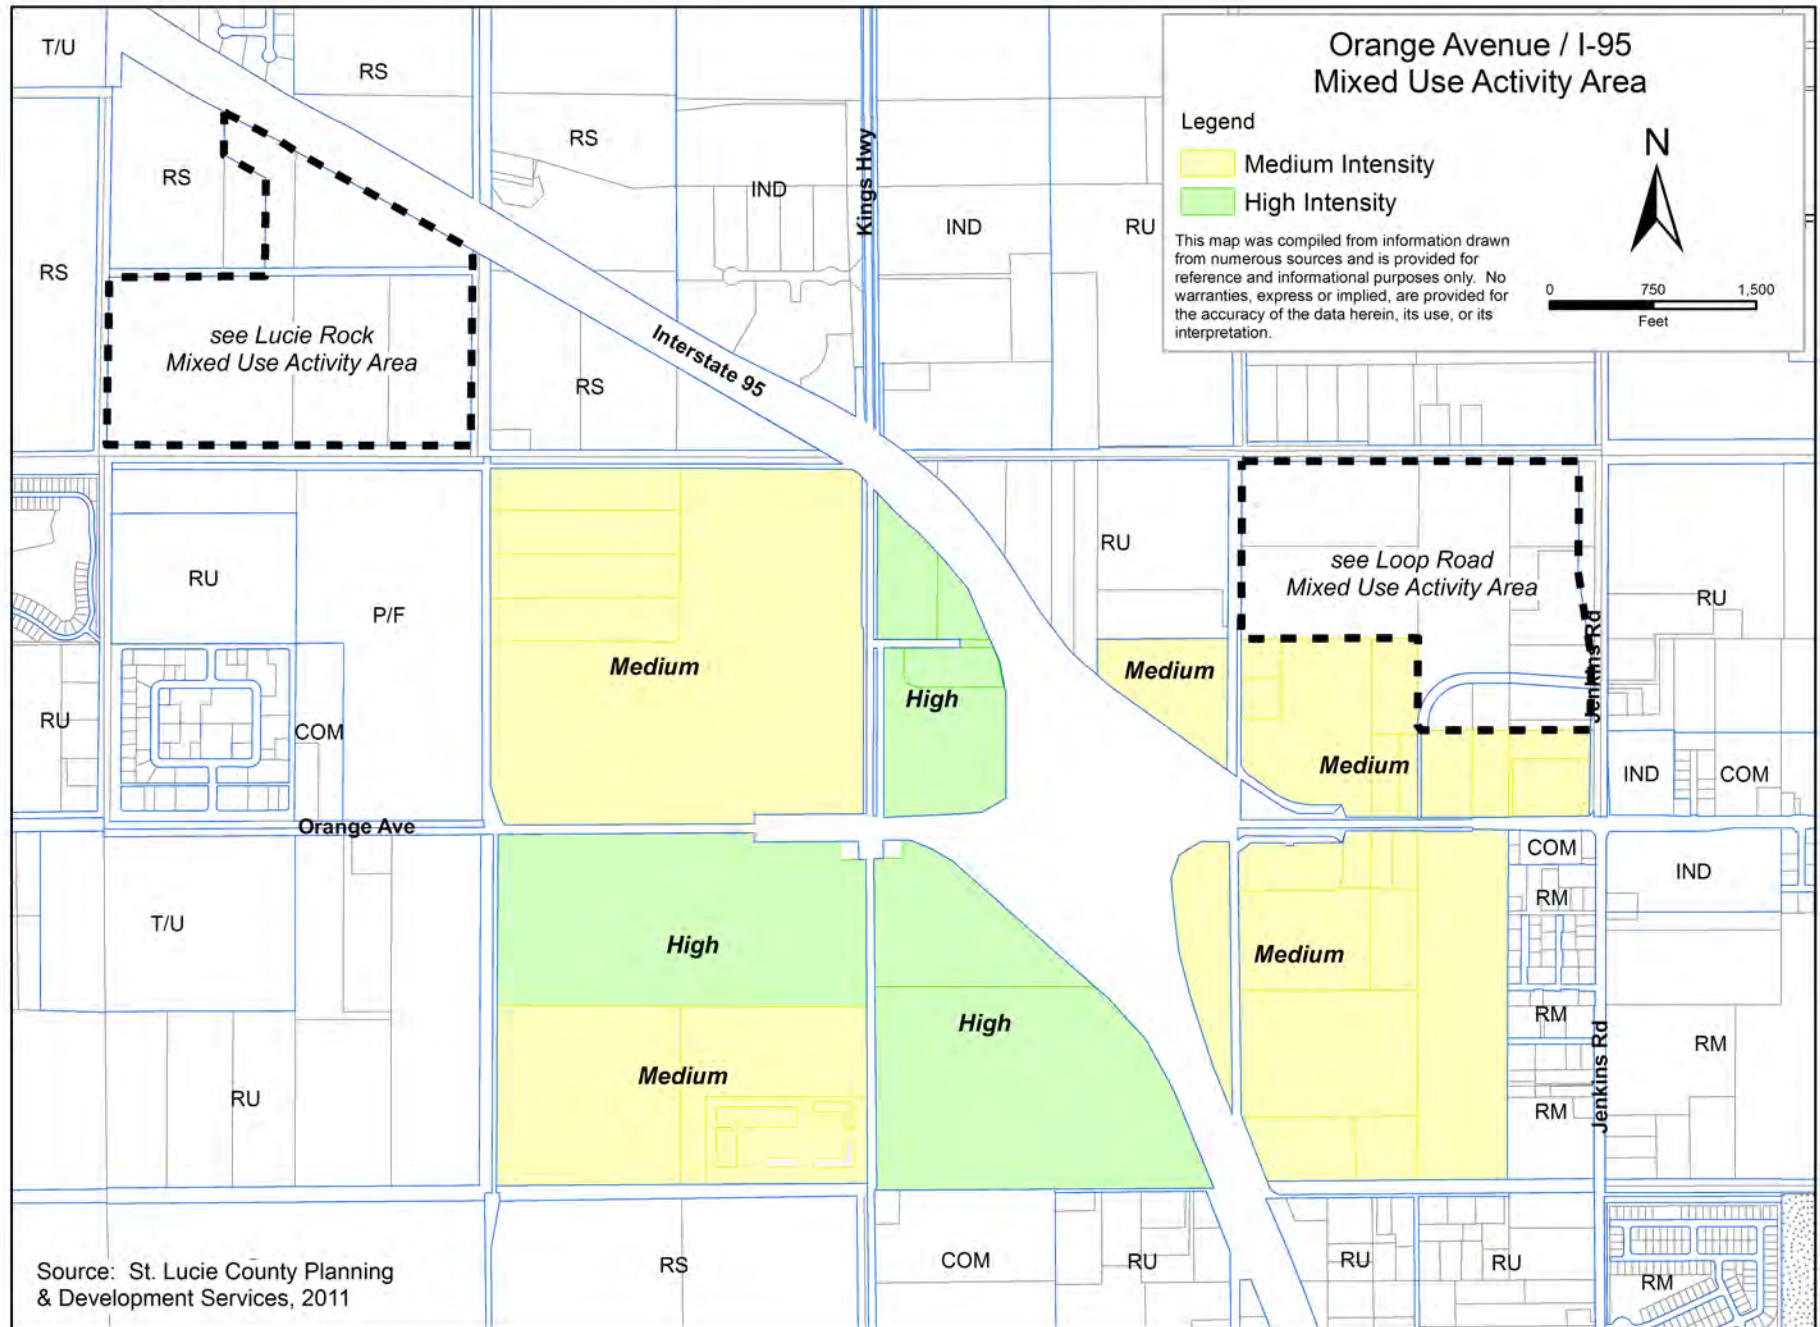 Orange Avenue / I-95
Mixed Use Activity Area
Legend
Medium Intensity
High Intensity
This map was compiled from information drawn
from numerous sources and is provided for
reference and informational purposes only. No
warranties, express or implied, are provided for
the accuracy of the data herein, its use, or its
interpretation.
N
0 750 1,500
Feet
T/U
RS
RS
RS
IND
Kings Hwy
IND
RU
RS
see Lucie Rock
Mixed Use Activity Area
Interstate 95
RS
RU
P/F
RU
see Loop Road
Mixed Use Activity Area
RU
Jenkins Rd
Medium
High
Medium
RU
COM
Medium
IND
COM
Orange Ave
COM
IND
RM
T/U
High
Medium
High
RM
Jenkins Rd
RM
Medium
RU
RM
RS
COM
RU
RU
RU
RM
Source: St. Lucie County Planning
& Development Services, 2011